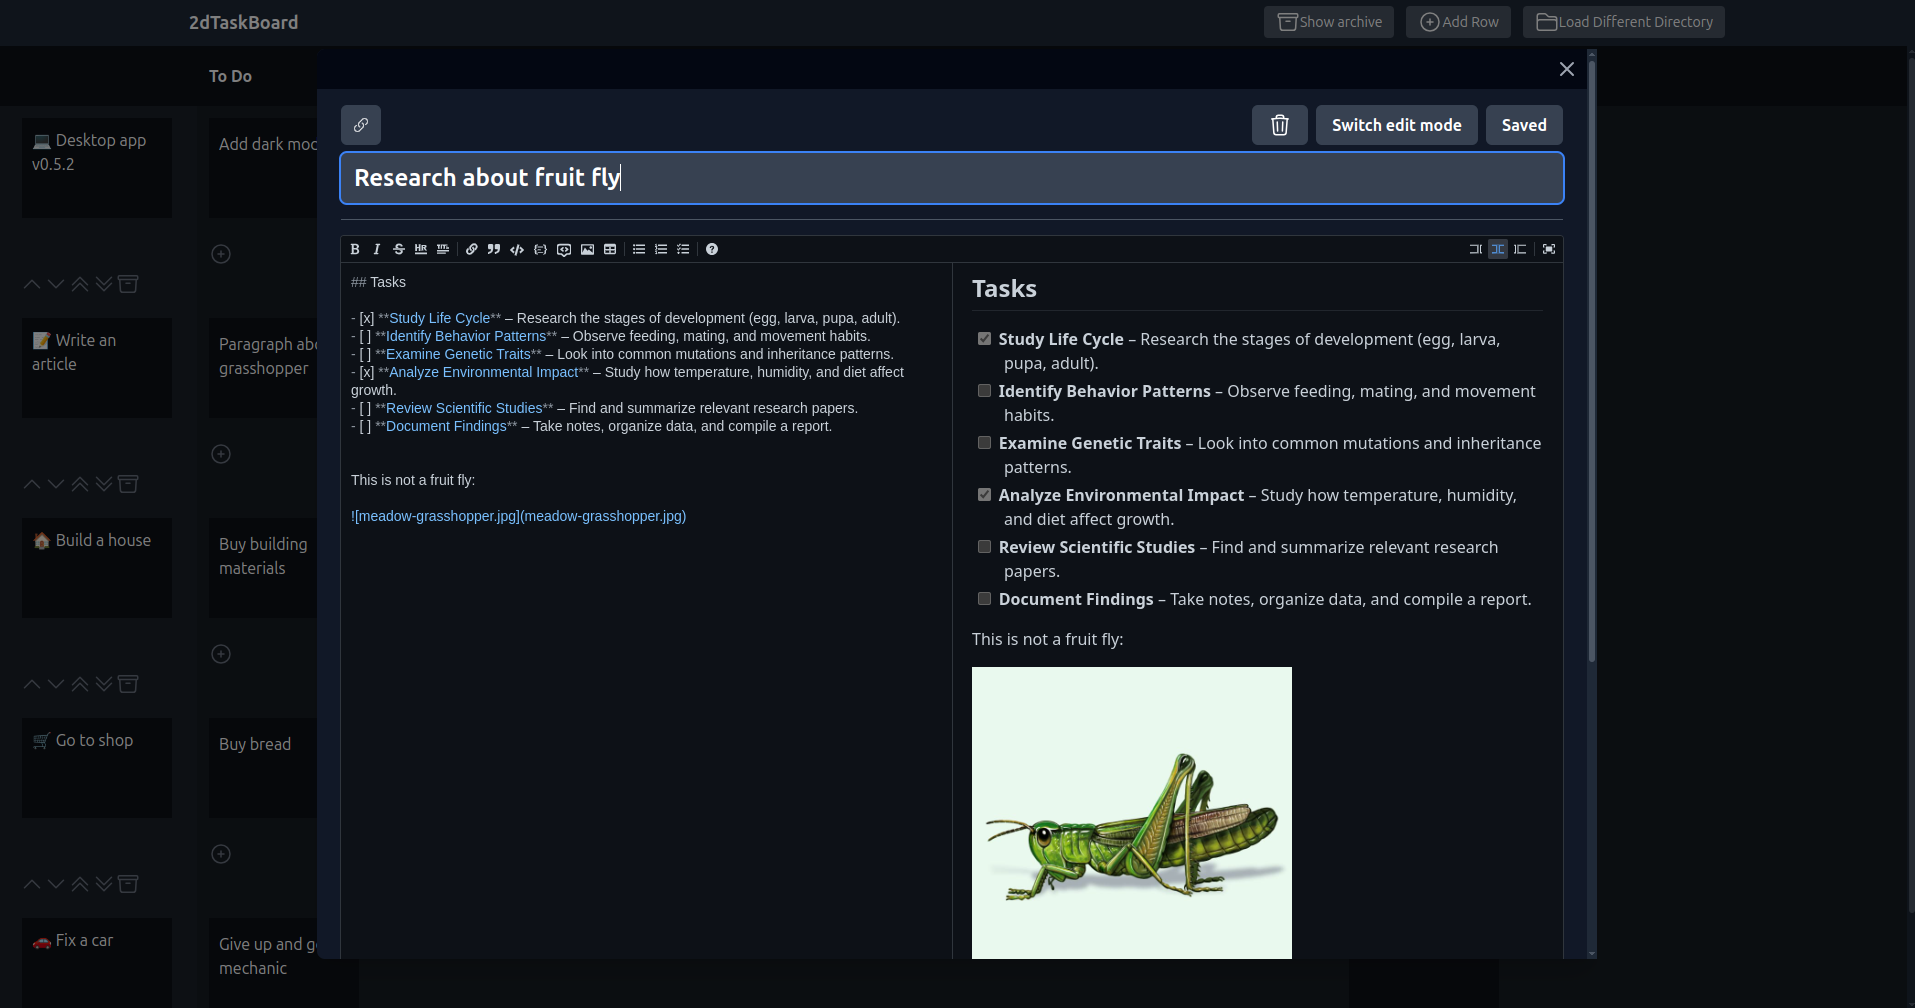 2dTaskBoard
Show archive
Add Row
Load Different Directory
To Do
💻 Desktop app
v0.5.2
Add dark mod
📝 Write an
article
Paragraph abo
grasshopper
🏠 Build a house
Buy building
materials
🛒 Go to shop
Buy bread
🚗 Fix a car
Give up and g
mechanic
Switch edit mode
Saved
Research about fruit fly
B I S HR
## Tasks
- [x] **Study Life Cycle** – Research the stages of development (egg, larva, pupa, adult).
- [ ] **Identify Behavior Patterns** – Observe feeding, mating, and movement habits.
- [ ] **Examine Genetic Traits** – Look into common mutations and inheritance patterns.
- [x] **Analyze Environmental Impact** – Study how temperature, humidity, and diet affect
growth.
- [ ] **Review Scientific Studies** – Find and summarize relevant research papers.
- [ ] **Document Findings** – Take notes, organize data, and compile a report.
This is not a fruit fly:
![meadow-grasshopper.jpg](meadow-grasshopper.jpg)
Tasks
Study Life Cycle – Research the stages of development (egg, larva,
pupa, adult).
Identify Behavior Patterns – Observe feeding, mating, and movement
habits.
Examine Genetic Traits – Look into common mutations and inheritance
patterns.
Analyze Environmental Impact – Study how temperature, humidity,
and diet affect growth.
Review Scientific Studies – Find and summarize relevant research
papers.
Document Findings – Take notes, organize data, and compile a report.
This is not a fruit fly: